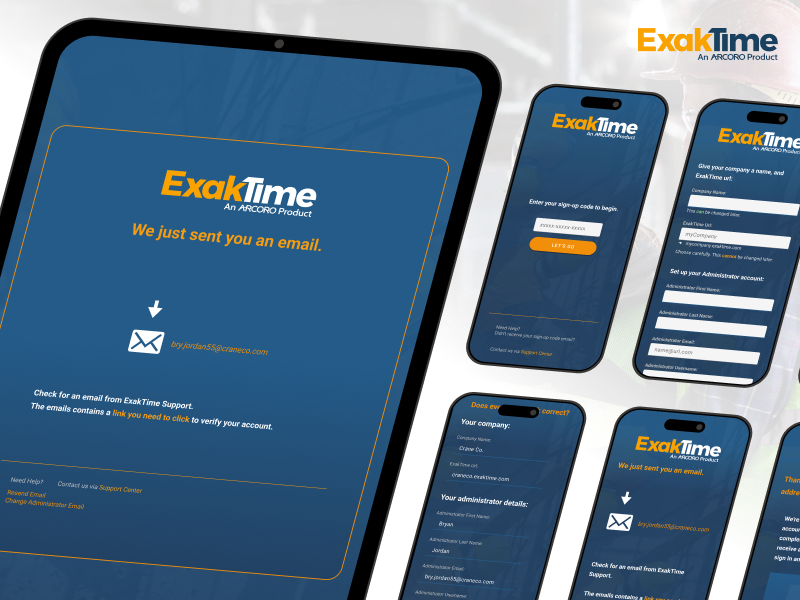 ExakTime
An ARCORO Product
ExakTime
An ARCORO Product
We just sent you an email.
bry.jordan55@craneco.com
Check for an email from ExakTime Support.
The emails contains a link you need to click to verify your account.
Need Help? Contact us via Support Center
Resend Email
Change Administrator Email
ExakTime
An ARCORO Product
Enter your sign-up code to begin.
xxxxx-xxxxx-xxxxx
LET'S GO
Need Help?
Didn't receive your sign up code email?
Contact us via Support Center
ExakTime
An ARCORO Product
Give your company a name, and
ExakTime url:
Company Name:
This can be changed later.
ExakTime Url:
myCompany
mycompany.exaktime.com
Choose carefully. This cannot be changed later.
Set up your Administrator account:
Administrator First Name:
Administrator Last Name:
Administrator Email:
name@url.com
Administrator Username:
Does correct?
Your company:
Company Name:
Crane Co.
ExakTime Url:
craneco.exaktime.com
Your administrator details:
Administrator First Name:
Bryan
Administrator Last Name
Jordan
Administrator Email:
bry.jordan55@craneco.com
Administrator Username
ExakTime
An ARCORO Product
We just sent you an email.
bry.jordan55@craneco.com
Check for an email from ExakTime
Support.
The emails contains a link you need to
addre
We're
accou
comple
receive a
sign in an